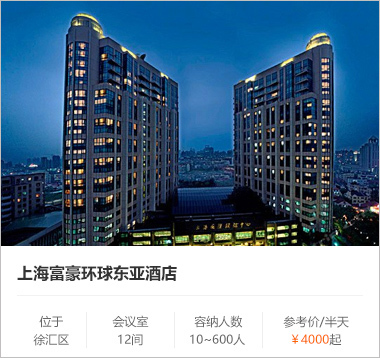 上海富豪环球东亚酒店
位于 会议室 容纳人数 参考价/半天
徐汇区 12间 10~600人 ￥4000起